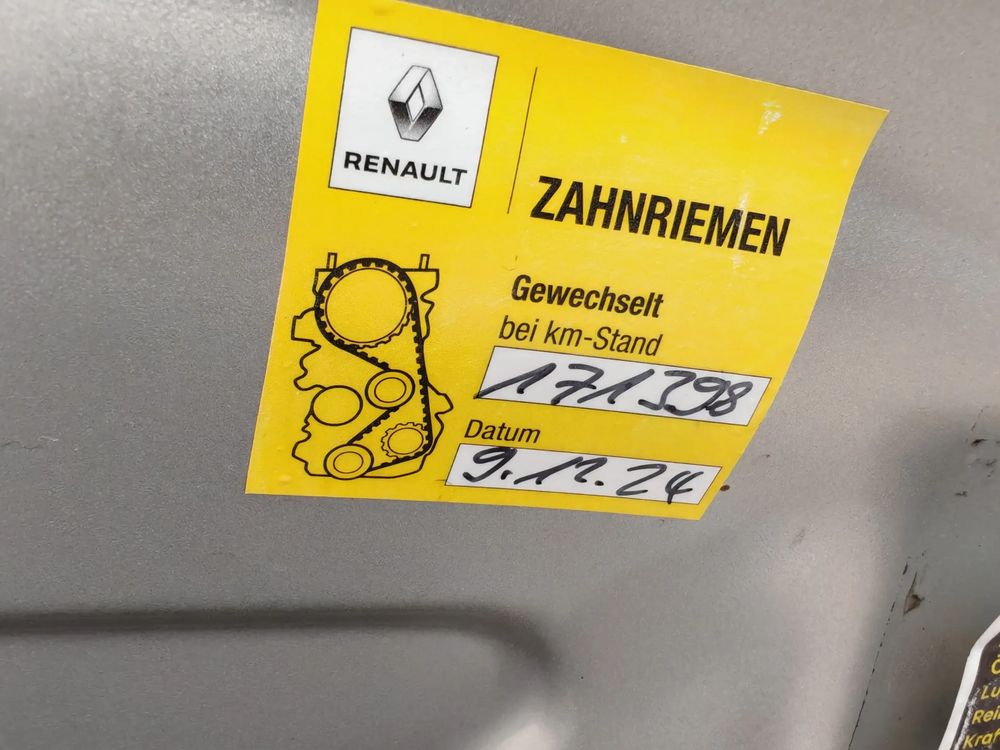 RENAULT
ZAHNRIEMEN
Gewechselt
bei km-Stand
171398
Datum
9.12.24